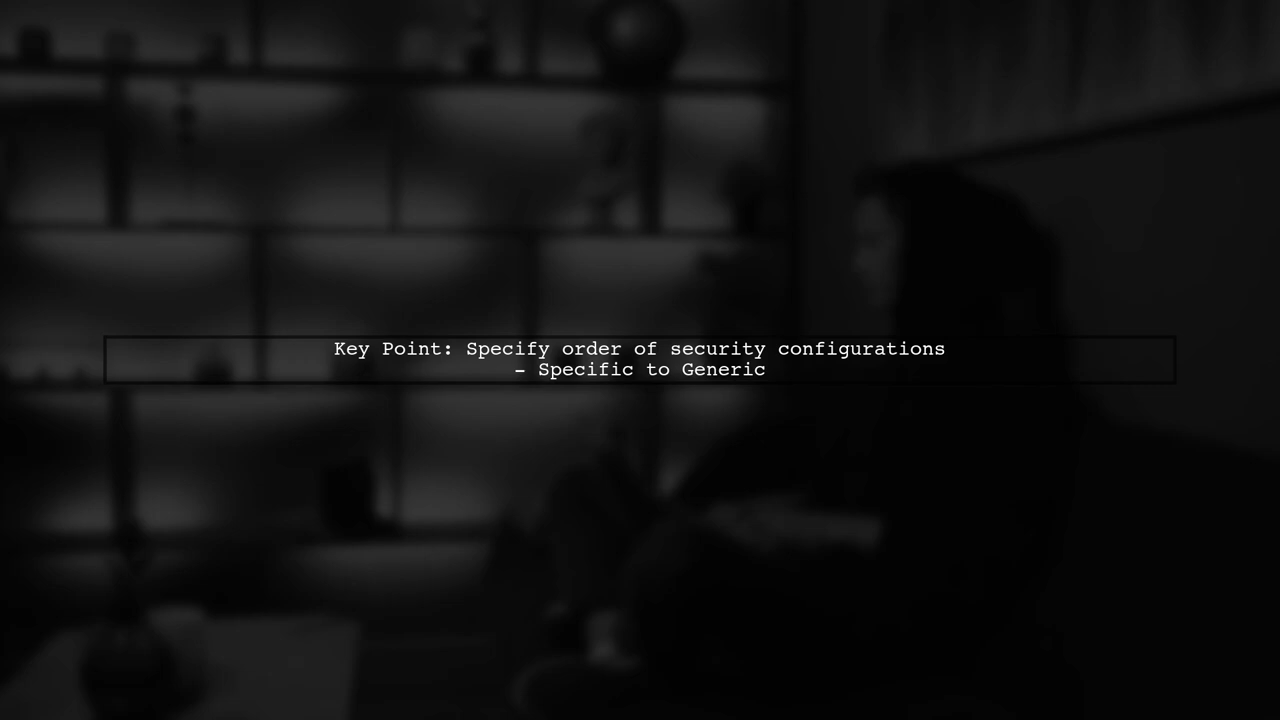 Key Point: Specify order of security configurations
– Specific to Generic